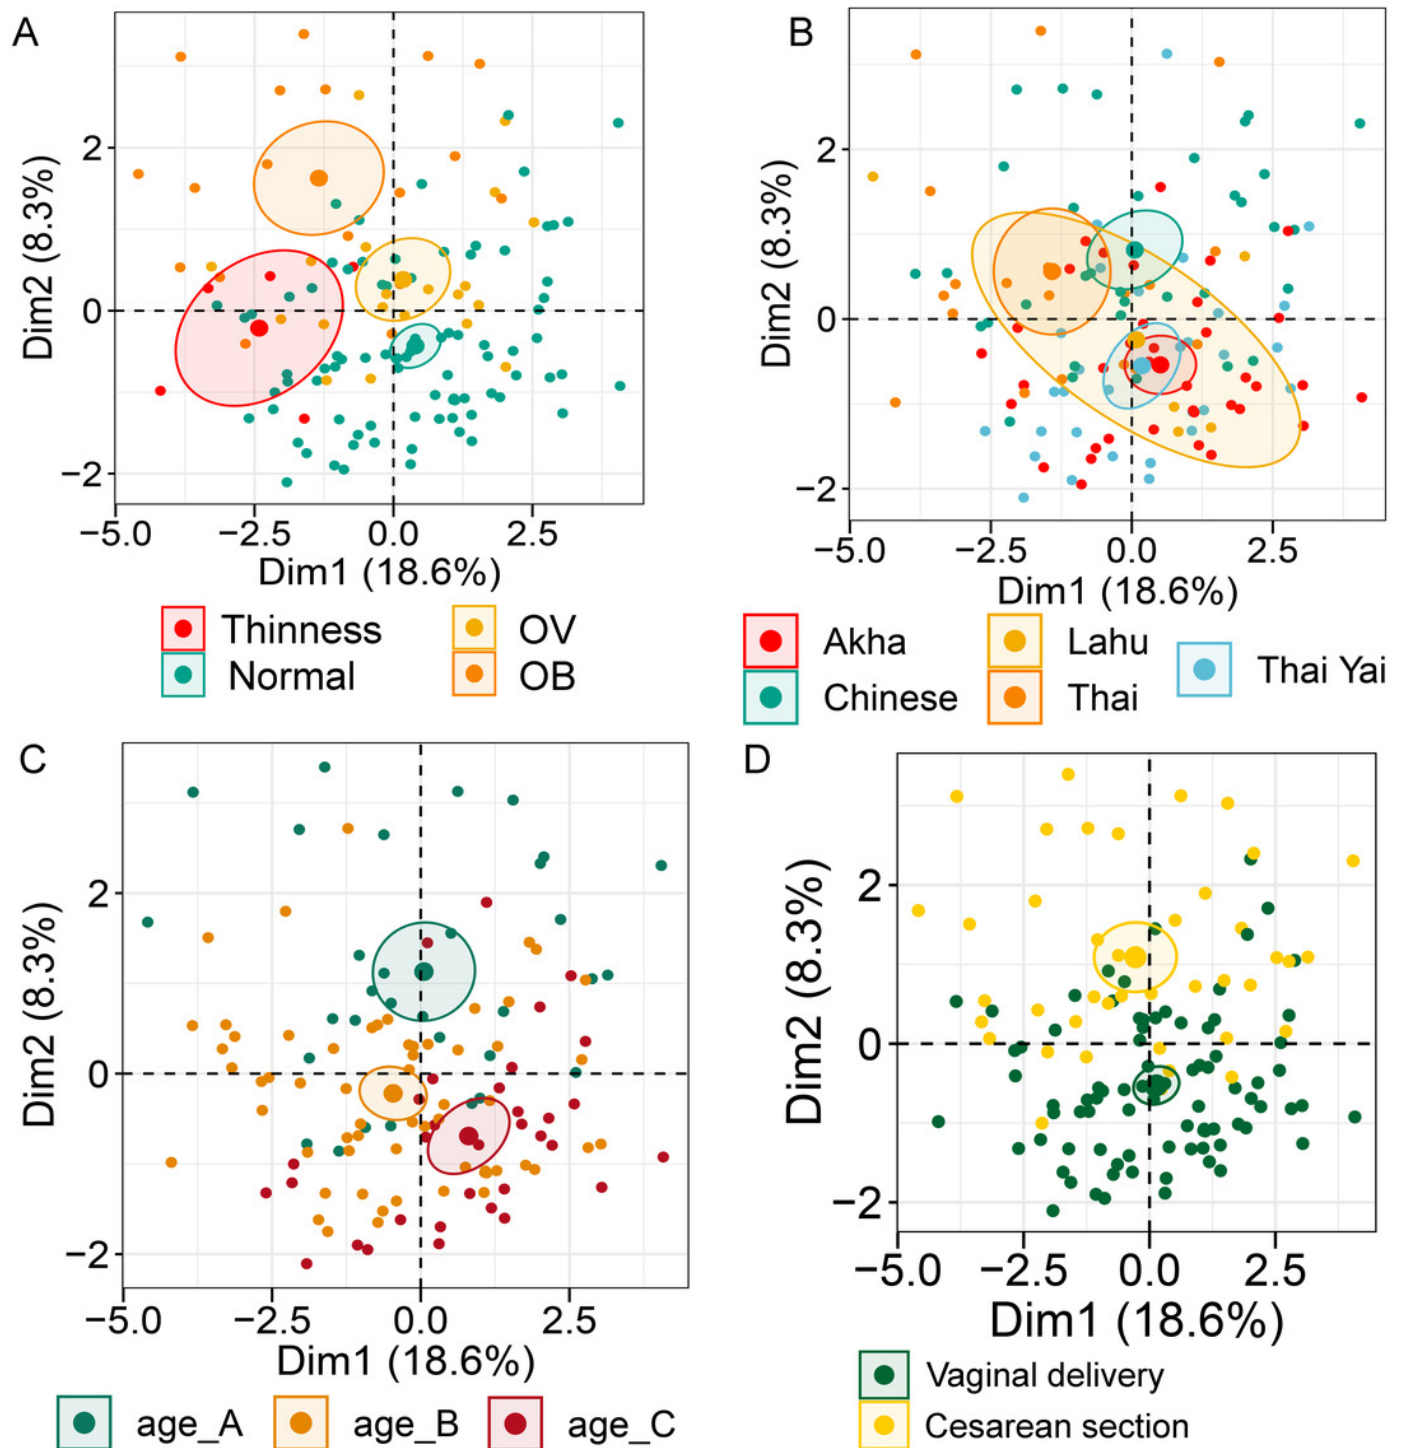 A
Dim2 (8.3%)
2
0
−2
−5.0 −2.5 0.0 2.5
Dim1 (18.6%)
Thinness OV
Normal OB
B
Dim2 (8.3%)
2
0
−2
−5.0 −2.5 0.0 2.5
Dim1 (18.6%)
Akha Lahu Thai Yai
Chinese Thai
C
Dim2 (8.3%)
2
0
−2
−5.0 −2.5 0.0 2.5
Dim1 (18.6%)
age_A age_B age_C
D
Dim2 (8.3%)
2
0
−2
−5.0 −2.5 0.0 2.5
Dim1 (18.6%)
Vaginal delivery
Cesarean section